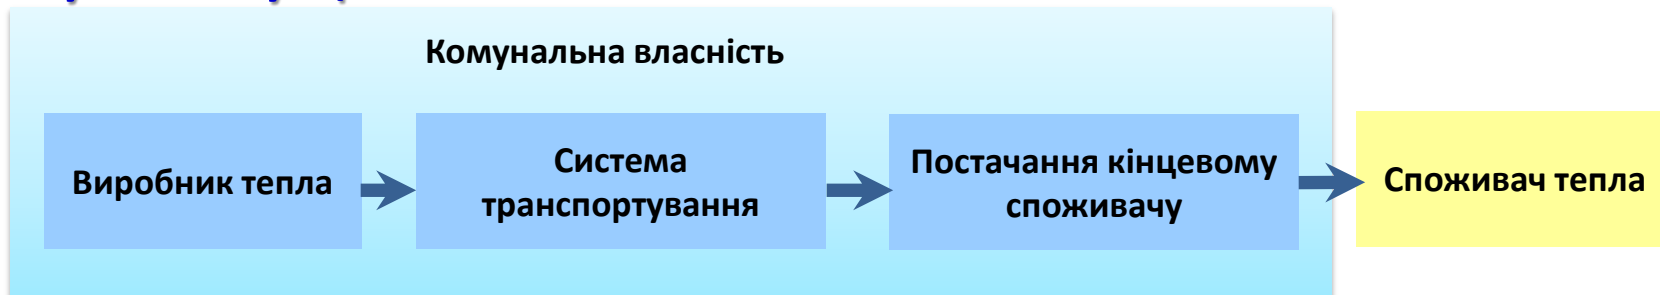 Комунальна власність
Виробник тепла
Система
транспортування
Постачання кінцевому
споживачу
Споживач тепла